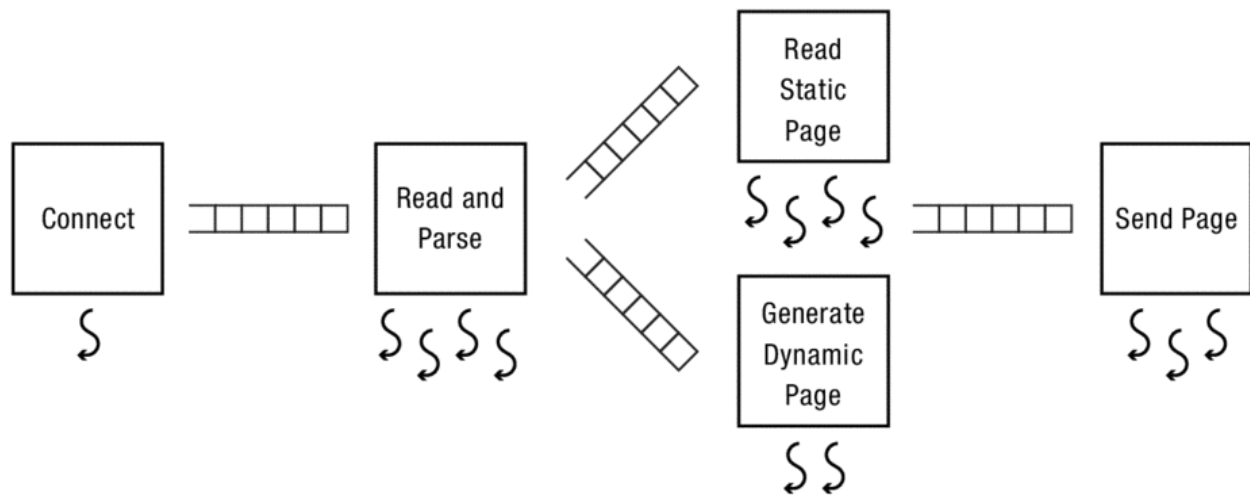 Connect
Read and
Parse
Read
Static
Page
Generate
Dynamic
Page
Send Page